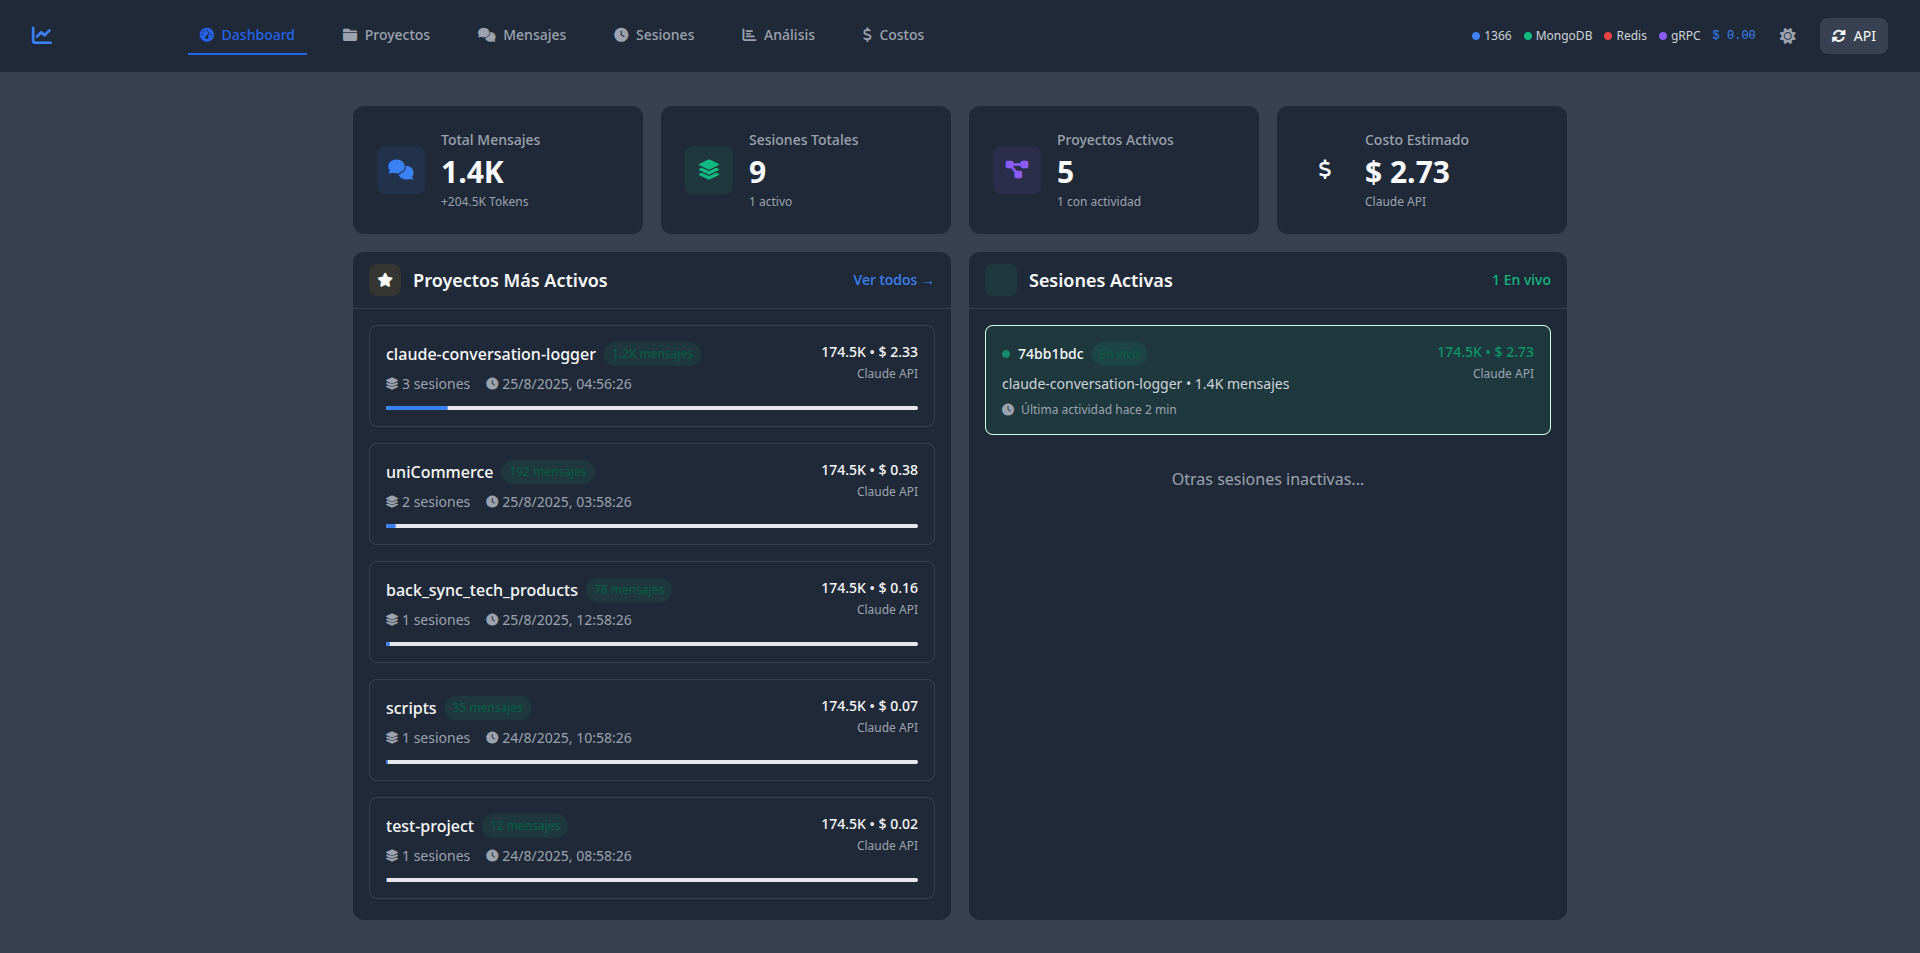 Dashboard Proyectos Mensajes Sesiones Análisis Costos 1366 MongoDB Redis gRPC $ 0.00 API
Total Mensajes
1.4K
+204.5K Tokens
Sesiones Totales
9
1 activo
Proyectos Activos
5
1 con actividad
Costo Estimado
$ 2.73
Claude API
Proyectos Más Activos Ver todos →
claude-conversation-logger 1.2K mensajes 174.5K • $ 2.33
Claude API
3 sesiones 25/8/2025, 04:56:26
uniCommerce 192 mensajes 174.5K • $ 0.38
Claude API
2 sesiones 25/8/2025, 03:58:26
back_sync_tech_products 78 mensajes 174.5K • $ 0.16
Claude API
1 sesiones 25/8/2025, 12:58:26
scripts 35 mensajes 174.5K • $ 0.07
Claude API
1 sesiones 24/8/2025, 10:58:26
test-project 12 mensajes 174.5K • $ 0.02
Claude API
1 sesiones 24/8/2025, 08:58:26
Sesiones Activas 1 En vivo
74bb1bdc En vivo 174.5K • $ 2.73
Claude API
claude-conversation-logger • 1.4K mensajes
Última actividad hace 2 min
Otras sesiones inactivas...